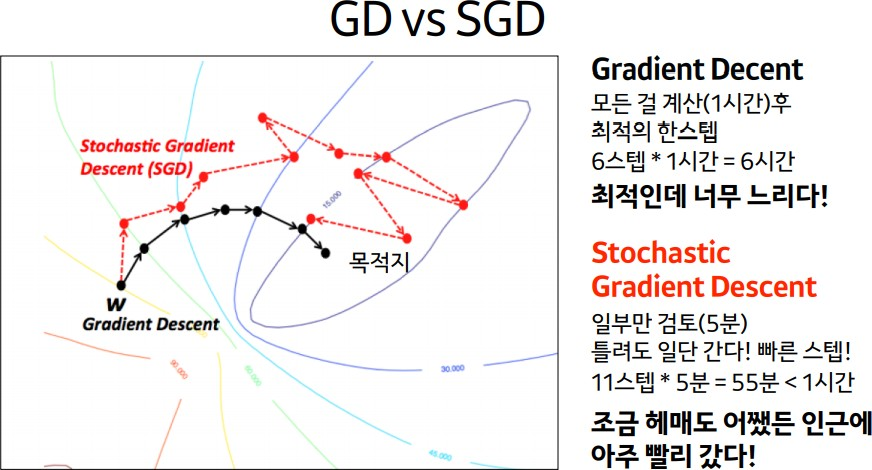 GD vs SGD
Stochastic Gradient
Descent (SGD)
15.000
목적지
W
Gradient Descent
90.000
60.000
30.000
45.000
Gradient Decent
모든 걸 계산(1시간)후
최적의 한스텝
6스텝 * 1시간 = 6시간
최적인데 너무 느리다!
Stochastic
Gradient Descent
일부만 검토(5분)
틀려도 일단 간다! 빠른 스텝!
11스텝 * 5분 = 55분 < 1시간
조금 헤매도 어쨌든 인근에
아주 빨리 갔다!